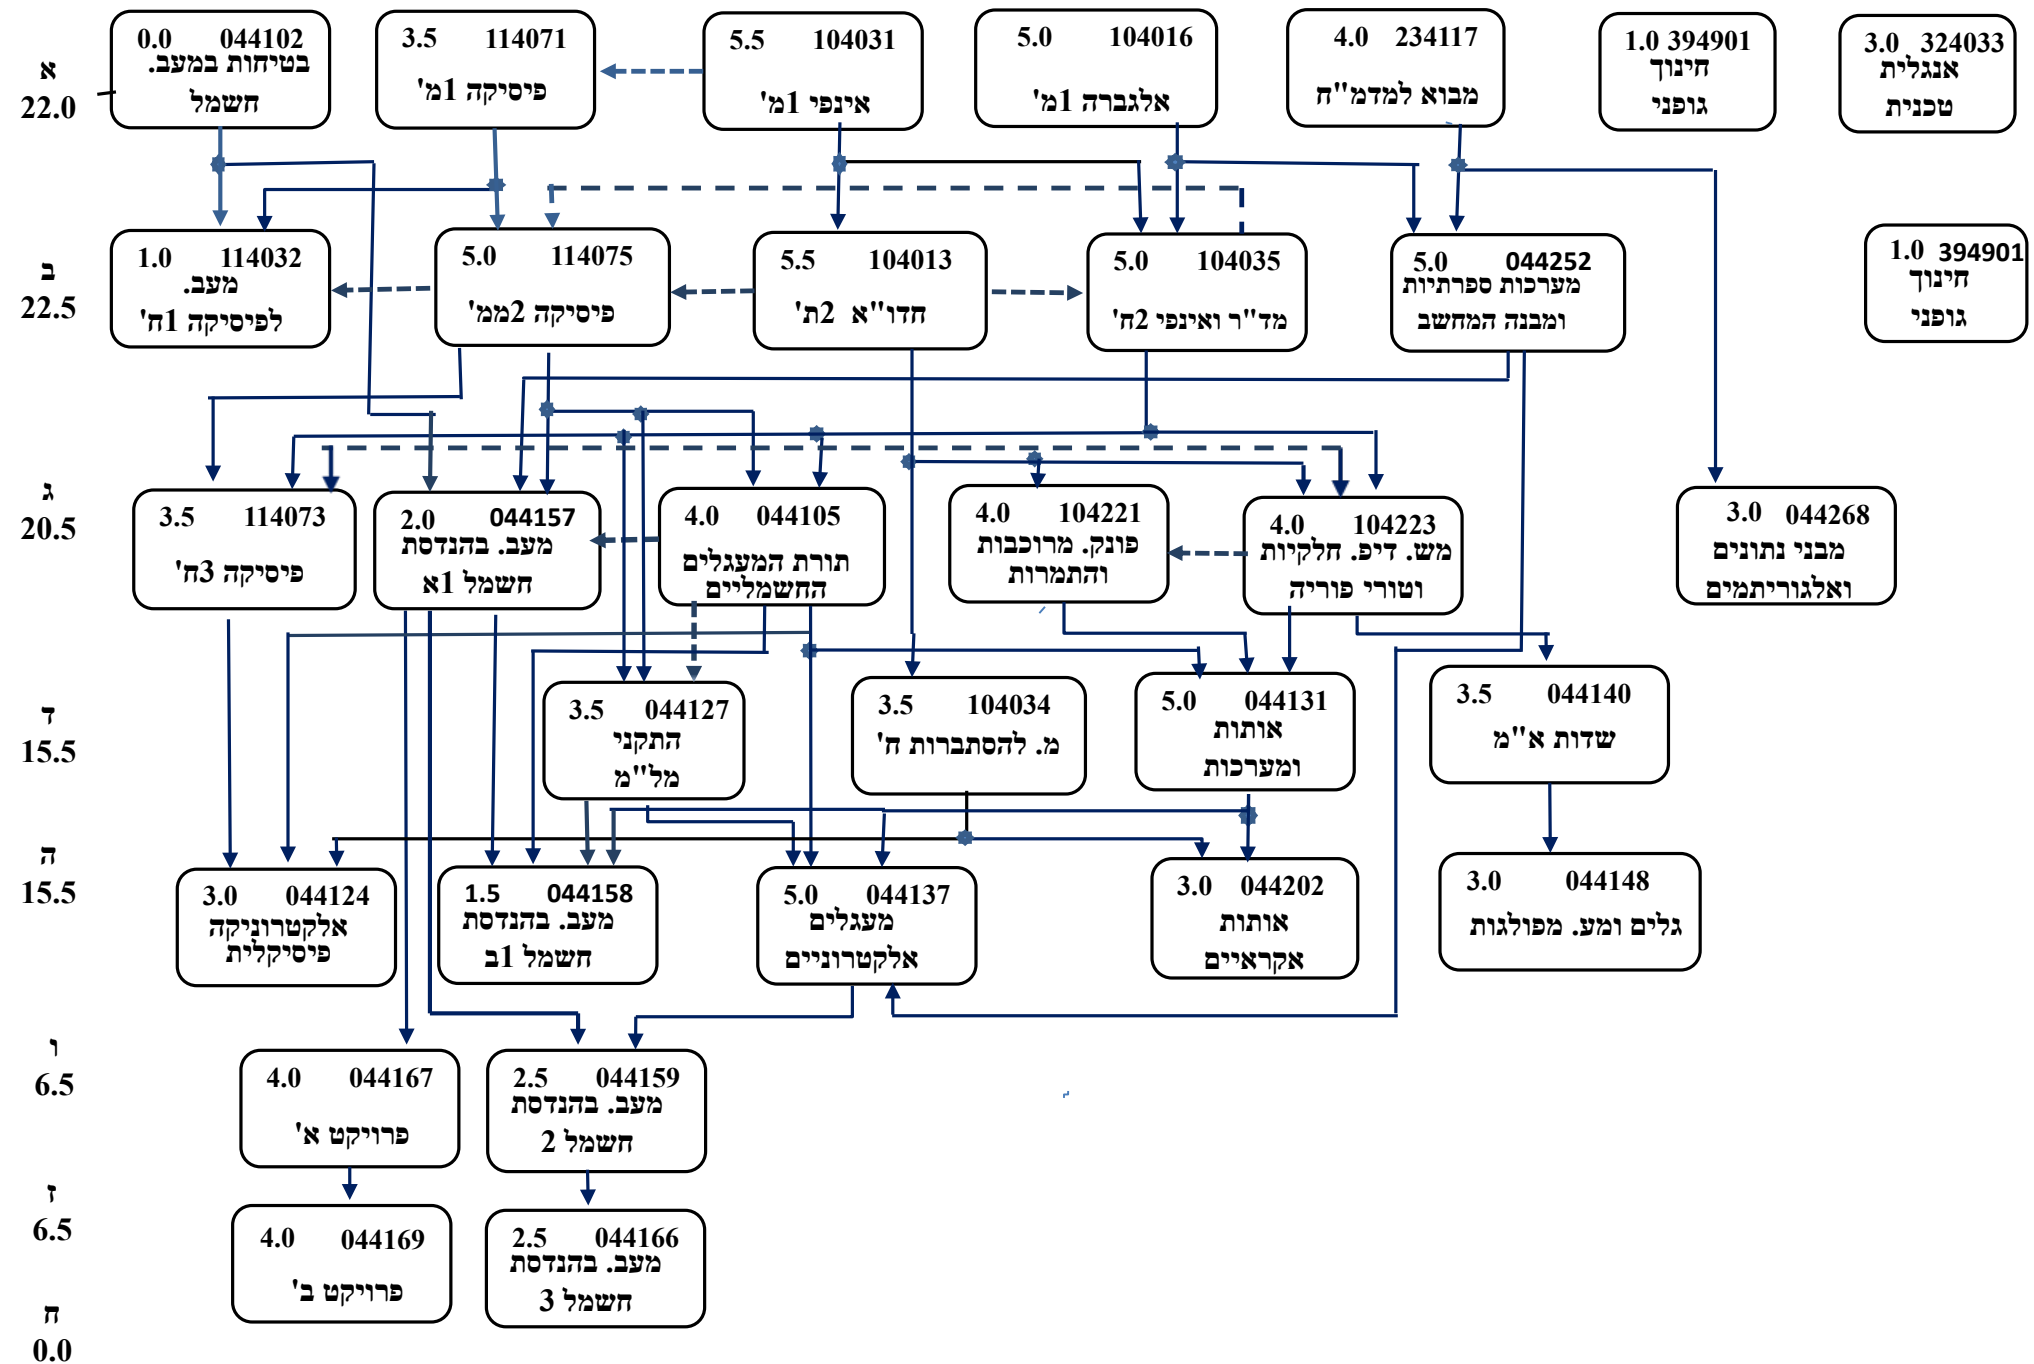 א
22.0
0.0 044102
בטיחות במעב.
חשמל
3.5 114071
פיסיקה 1מ'
5.5 104031
אינפי 1מ'
5.0 104016
אלגברה 1מ'
4.0 234117
מבוא למדמ"ח
1.0 394901
חינוך
גופני
3.0 324033
אנגלית
טכנית
ב
22.5
1.0 114032
מעב.
לפיסיקה 1ח'
5.0 114075
פיסיקה 2ממ'
5.5 104013
חדו"א 2ת'
5.0 104035
מד"ר ואינפי 2ח'
5.0 044252
מערכות ספרתיות
ומבנה המחשב
1.0 394901
חינוך
גופני
ג
20.5
3.5 114073
פיסיקה 3ח'
2.0 044157
מעב. בהנדסת
חשמל 1א
4.0 044105
תורת המעגלים
החשמליים
4.0 104221
פונק. מרוכבות
והתמרות
4.0 104223
מש. דיפ. חלקיות
וטורי פוריה
3.0 044268
מבני נתונים
ואלגוריתמים
ד
15.5
3.5 044127
התקני
מל"מ
3.5 104034
מ. להסתברות ח'
5.0 044131
אותות
ומערכות
3.5 044140
שדות א"מ
ה
15.5
3.0 044124
אלקטרוניקה
פיסיקלית
1.5 044158
מעב. בהנדסת
חשמל 1ב
5.0 044137
מעגלים
אלקטרוניים
3.0 044202
אותות
אקראיים
3.0 044148
גלים ומע. מפולגות
ו
6.5
4.0 044167
פרויקט א'
2.5 044159
מעב. בהנדסת
חשמל 2
ז
6.5
4.0 044169
פרויקט ב'
2.5 044166
מעב. בהנדסת
חשמל 3
ח
0.0